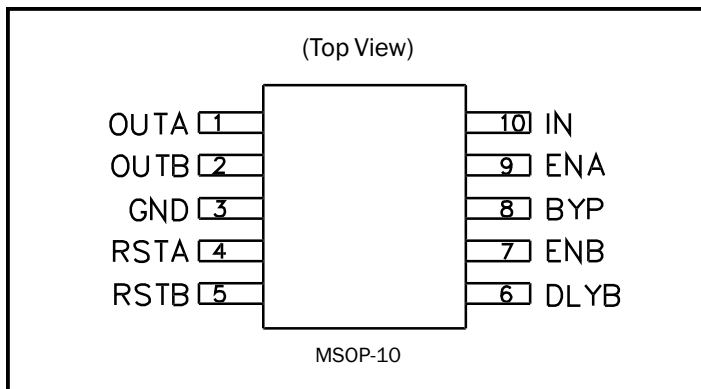 (Top View)
OUTA 1 10 IN
OUTB 2 9 ENA
GND 3 8 BYP
RSTA 4 7 ENB
RSTB 5 6 DLYB
MSOP-10